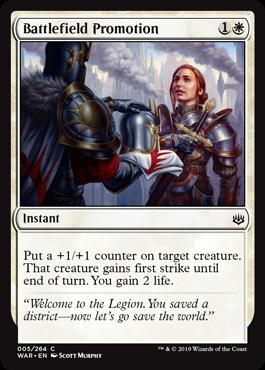 Battlefield Promotion 1
Instant
Put a +1/+1 counter on target creature.
That creature gains first strike until
end of turn. You gain 2 life.
“Welcome to the Legion. You saved a
district—now let's go save the world.”
005/264 C
WAR • EN SCOTT MURPHY
™ & © 2019 Wizards of the Coast